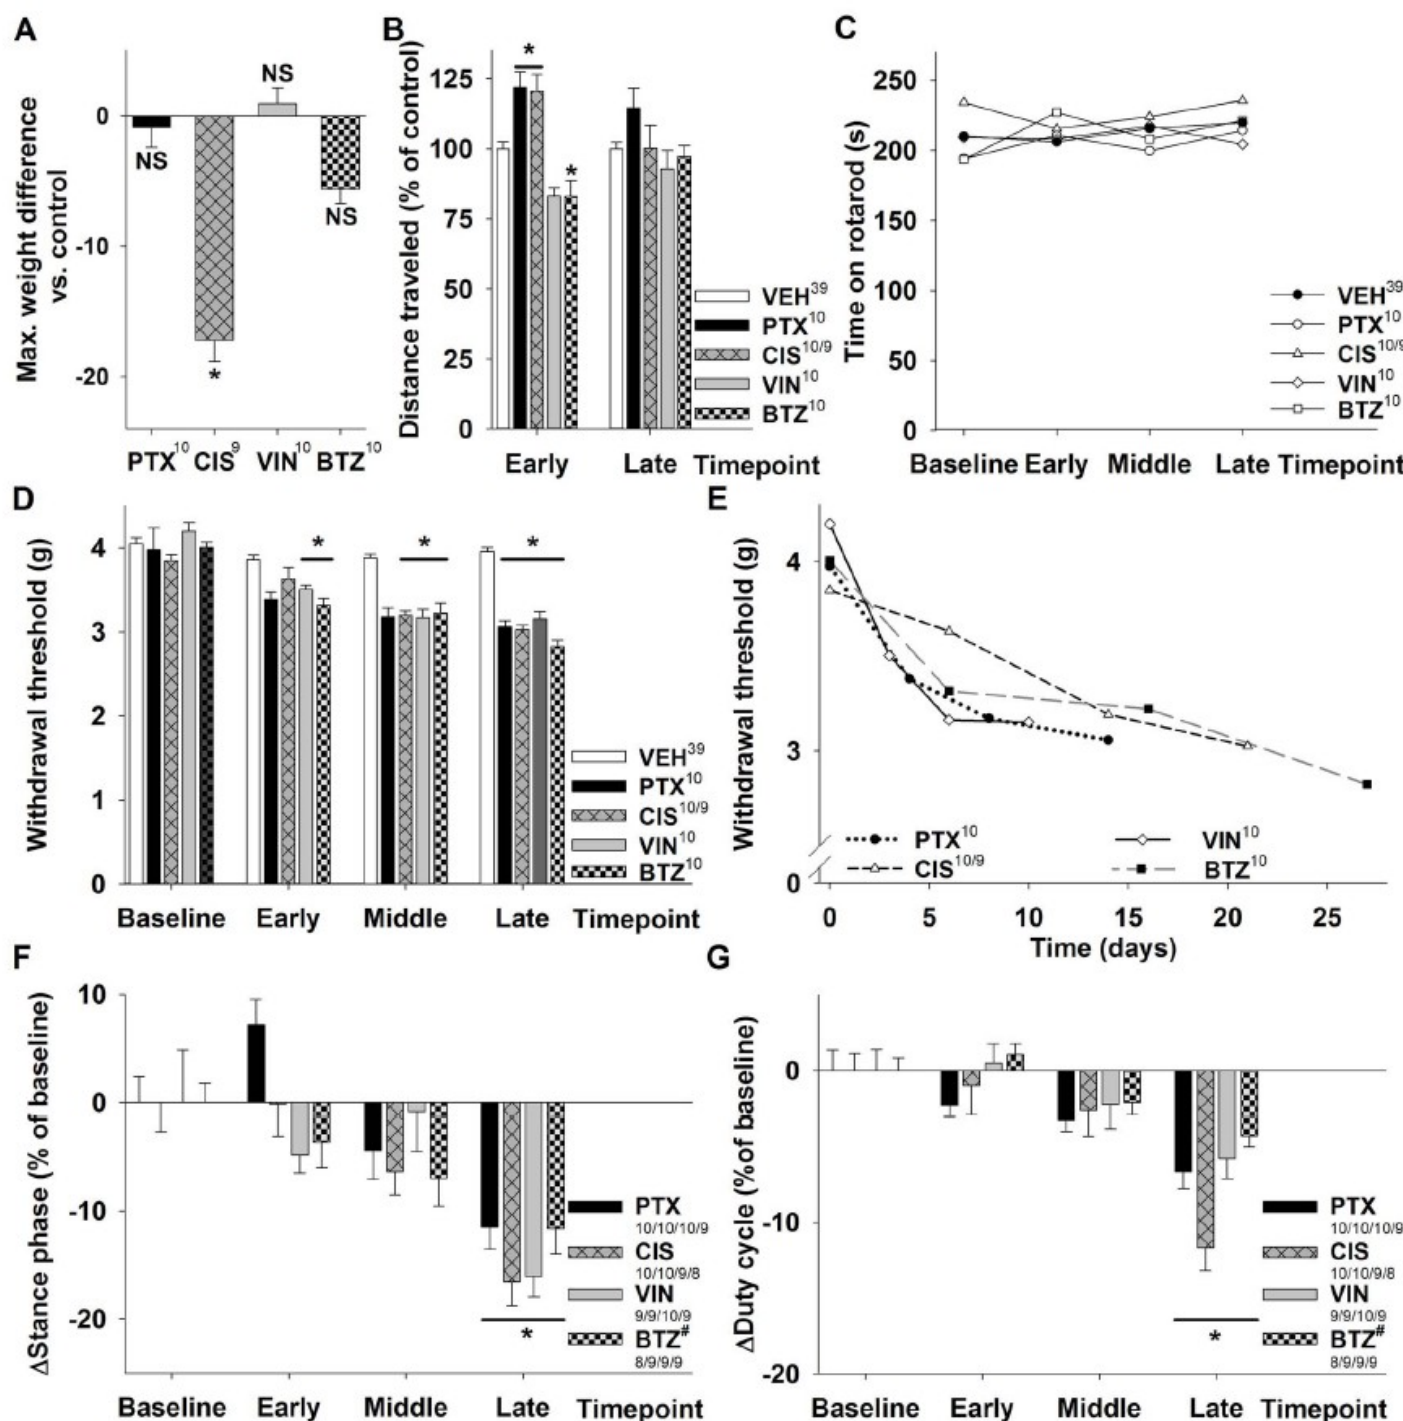 A
Max. weight difference
vs. control
0
-10
-20
NS
*
NS
NS
PTX10 CIS9 VIN10 BTZ10
B
Distance traveled (% of control)
125
100
75
50
25
0
*
*
VEH39
PTX10
CIS10/9
VIN10
BTZ10
Early Late Timepoint
C
Time on rotarod (s)
250
200
150
100
50
0
VEH39
PTX10
CIS10/9
VIN10
BTZ10
Baseline Early Middle Late Timepoint
D
Withdrawal threshold (g)
4
3
2
1
0
*
*
*
VEH39
PTX10
CIS10/9
VIN10
BTZ10
Baseline Early Middle Late Timepoint
E
Withdrawal threshold (g)
4
3
0
PTX10 VIN10
CIS10/9 BTZ10
0 5 10 15 20 25
Time (days)
F
ΔStance phase (% of baseline)
10
0
-10
-20
*
PTX
10/10/10/9
CIS
10/10/9/8
VIN
9/9/10/9
BTZ#
8/9/9/9
Baseline Early Middle Late Timepoint
G
ΔDuty cycle (%of baseline)
0
-10
-20
*
PTX
10/10/10/9
CIS
10/10/9/8
VIN
9/9/10/9
BTZ#
8/9/9/9
Baseline Early Middle Late Timepoint